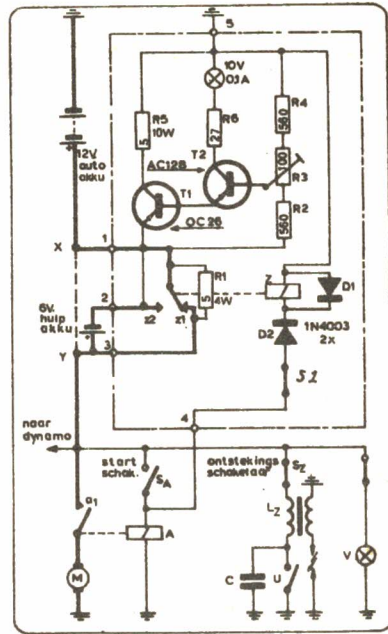 5
10V
0.1A
R5
10W
5
R6
27
R4
560
T2
AC128
T1
R3
100
12V.
auto
akku
OC26
R2
560
X
1
R1
5
4W
Z
D1
2
z2
z1
6V.
hulp
akku
D2
1N4003
2x
Y
3
S1
4
naar
dynamo
start
schak.
SA
ontstekings
schakelaar
SZ
a1
LZ
A
C
U
V
M